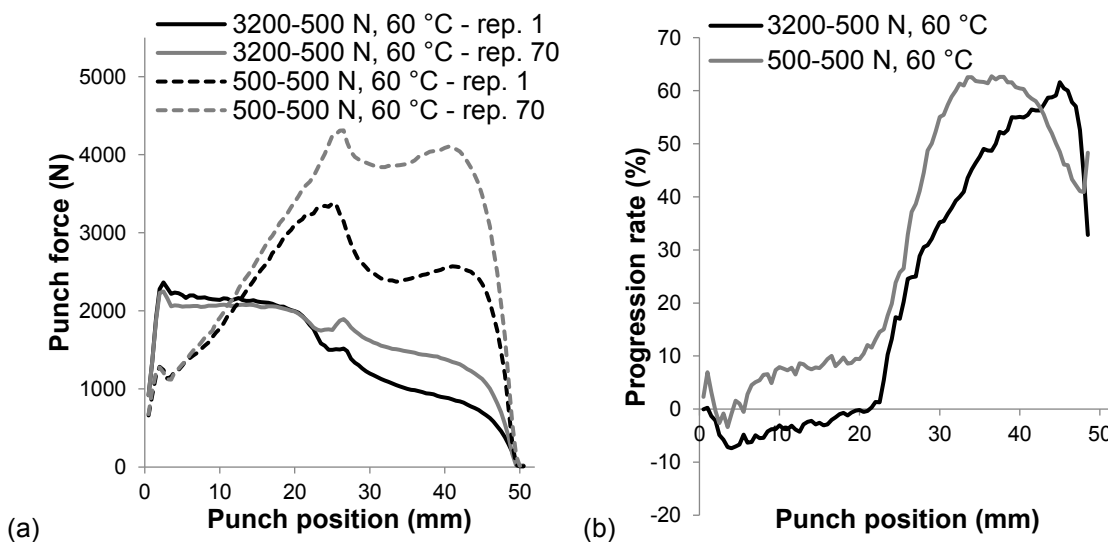 3200-500 N, 60 °C - rep. 1
3200-500 N, 60 °C - rep. 70
500-500 N, 60 °C - rep. 1
500-500 N, 60 °C - rep. 70
5000
4000
3000
2000
1000
0
Punch force (N)
0 10 20 30 40 50
Punch position (mm)
(a)
3200-500 N, 60 °C
500-500 N, 60 °C
70
60
50
40
30
20
10
0
-10
-20
Progression rate (%)
0 10 20 30 40 50
Punch position (mm)
(b)